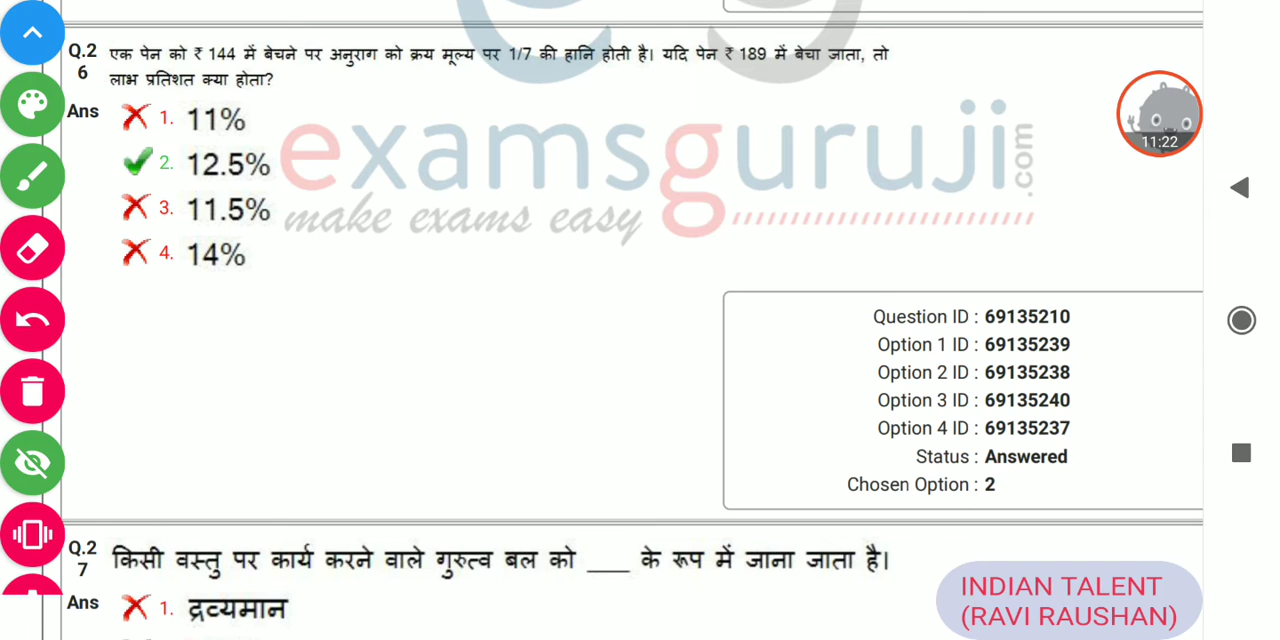 Q.2
6
एक पेन को ₹ 144 में बेचने पर अनुराग को क्रय मूल्य पर 1/7 की हानि होती है। यदि पेन ₹ 189 में बेचा जाता, तो
लाभ प्रतिशत क्या होता?
Ans
1. 11%
2. 12.5%
3. 11.5%
4. 14%
examsguruji.com
make exams easy
11:22
Question ID : 69135210
Option 1 ID : 69135239
Option 2 ID : 69135238
Option 3 ID : 69135240
Option 4 ID : 69135237
Status : Answered
Chosen Option : 2
Q.2
7
किसी वस्तु पर कार्य करने वाले गुरुत्व बल को ____ के रूप में जाना जाता है।
Ans
1. द्रव्यमान
INDIAN TALENT
(RAVI RAUSHAN)